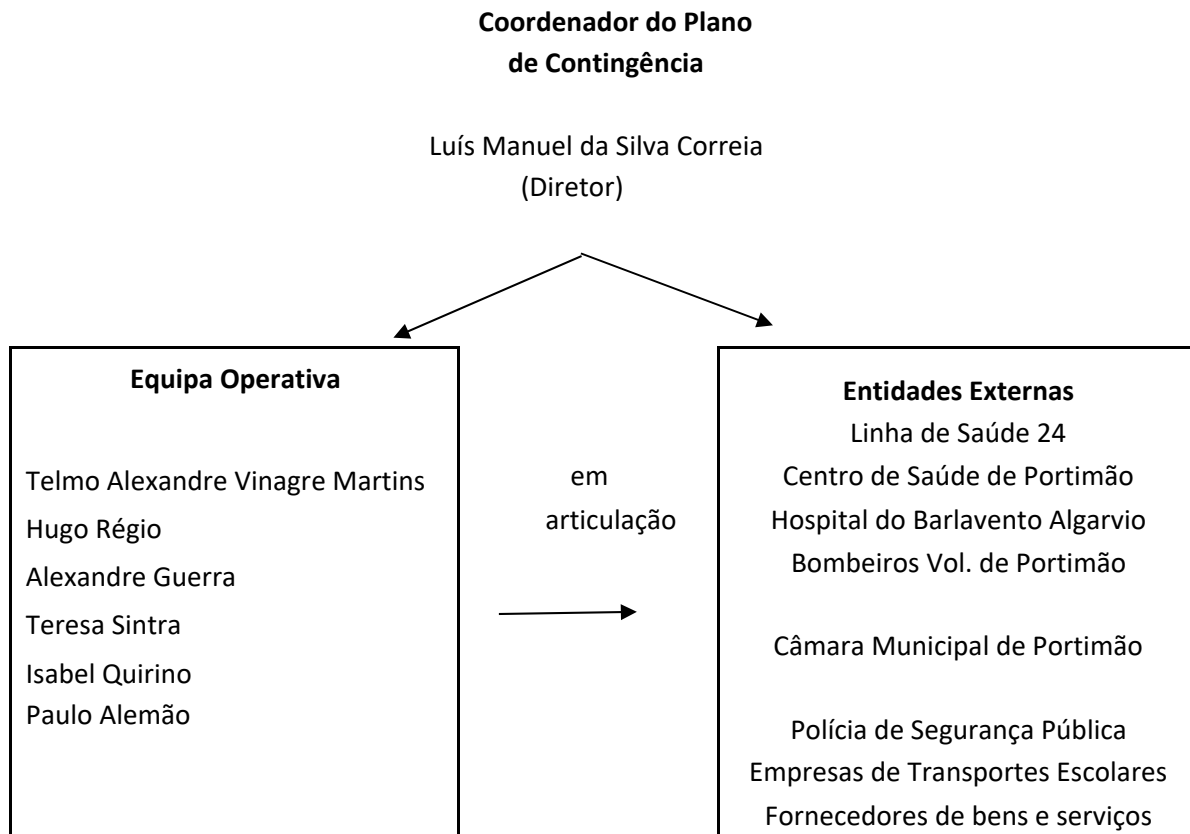 Coordenador do Plano
de Contingência
Luís Manuel da Silva Correia
(Diretor)
Equipa Operativa
Telmo Alexandre Vinagre Martins
Hugo Régio
Alexandre Guerra
Teresa Sintra
Isabel Quirino
Paulo Alemão
em
articulação
Entidades Externas
Linha de Saúde 24
Centro de Saúde de Portimão
Hospital do Barlavento Algarvio
Bombeiros Vol. de Portimão
Câmara Municipal de Portimão
Polícia de Segurança Pública
Empresas de Transportes Escolares
Fornecedores de bens e serviços